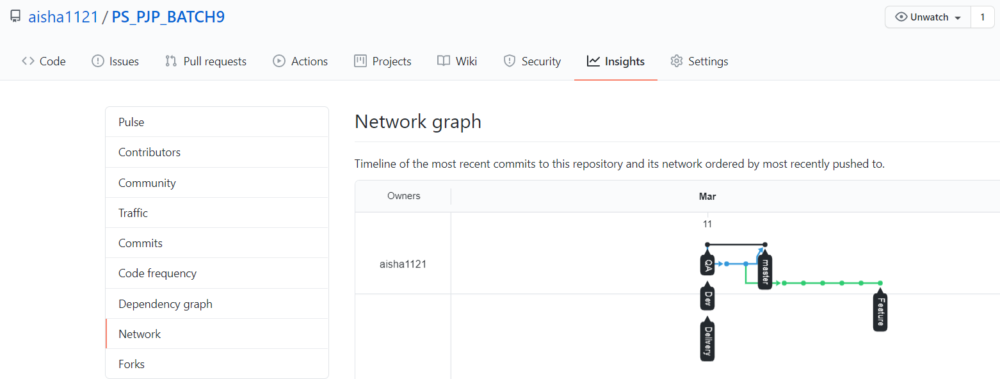 aisha1121 / PS_PJP_BATCH9
Unwatch 1
Code Issues Pull requests Actions Projects Wiki Security Insights Settings
Pulse
Contributors
Community
Traffic
Commits
Code frequency
Dependency graph
Network
Forks
Network graph
Timeline of the most recent commits to this repository and its network ordered by most recently pushed to.
Owners Mar
11
aisha1121
QA
master
Dev
Feature
Delivery